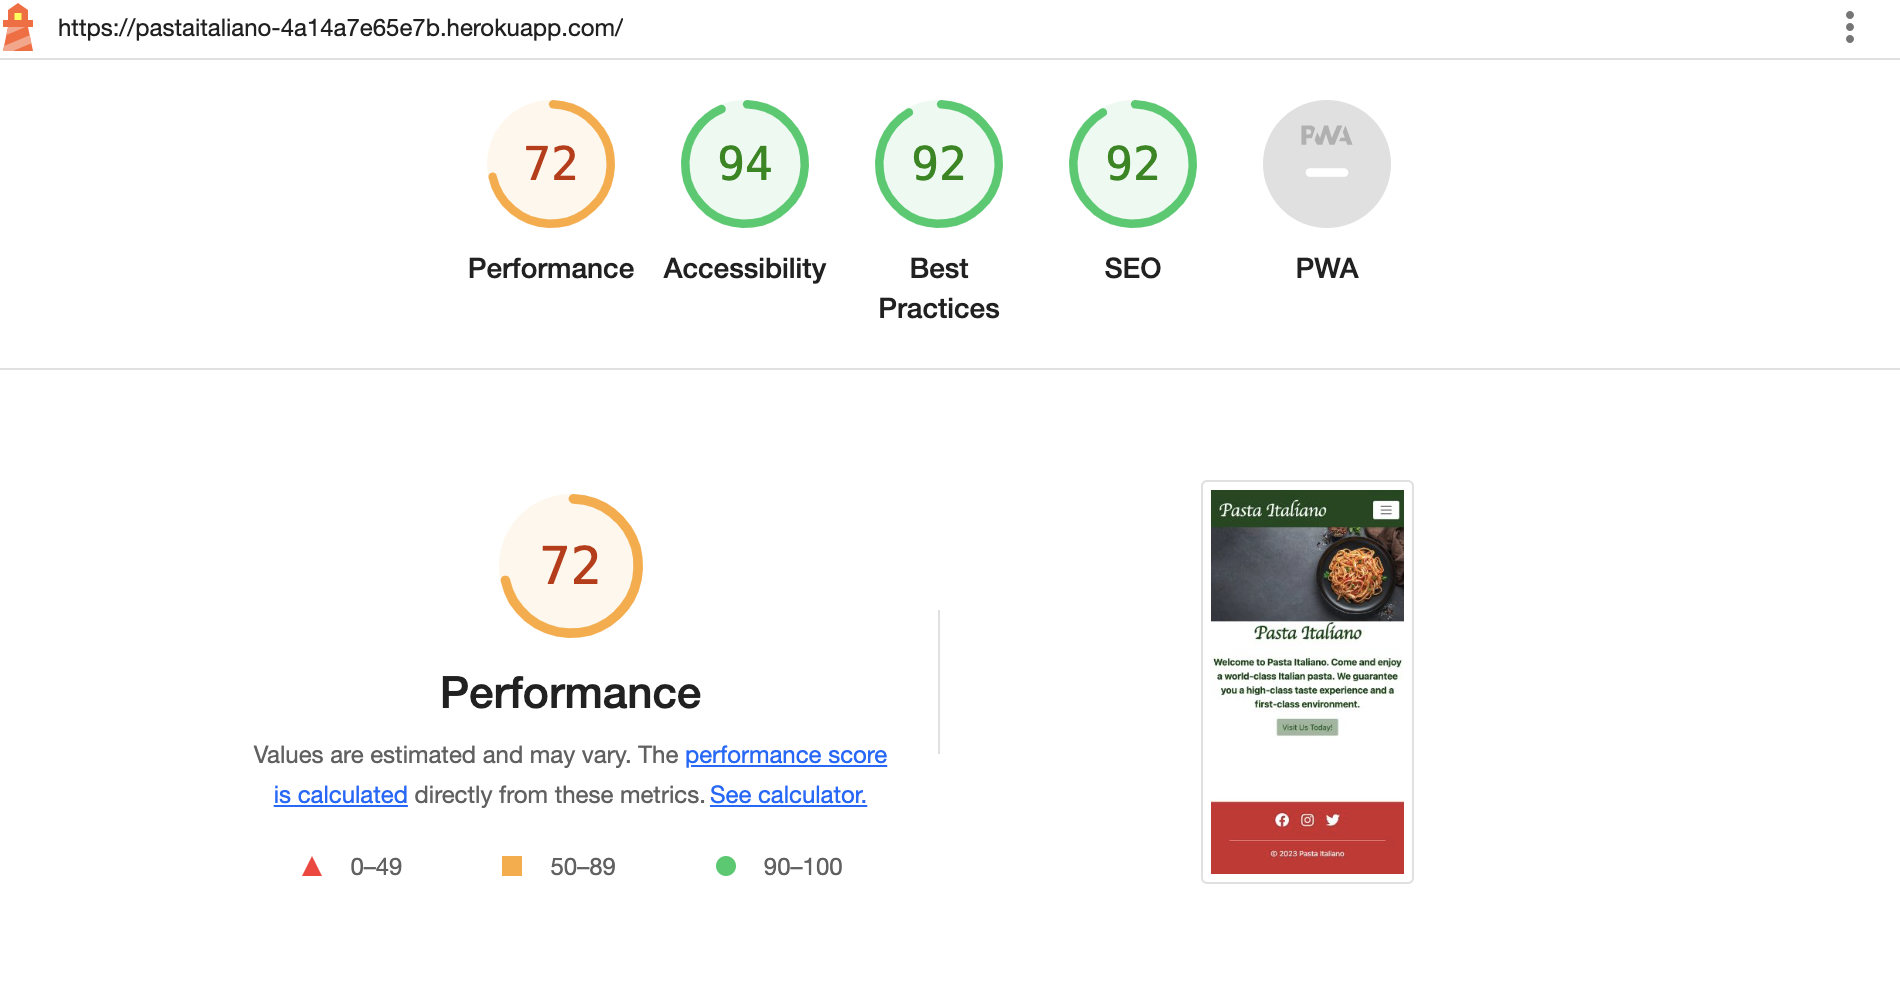 https://pastaitaliano-4a14a7e65e7b.herokuapp.com/
72
94
92
92
PWA
Performance
Accessibility
Best
Practices
SEO
PWA
72
Performance
Values are estimated and may vary. The performance score
is calculated directly from these metrics. See calculator.
0–49
50–89
90–100
Pasta Italiano
Pasta Italiano
Welcome to Pasta Italiano. Come and enjoy
a world-class Italian pasta. We guarantee
you a high-class taste experience and a
first-class environment.
Visit Us Today!
© 2023 Pasta Italiano